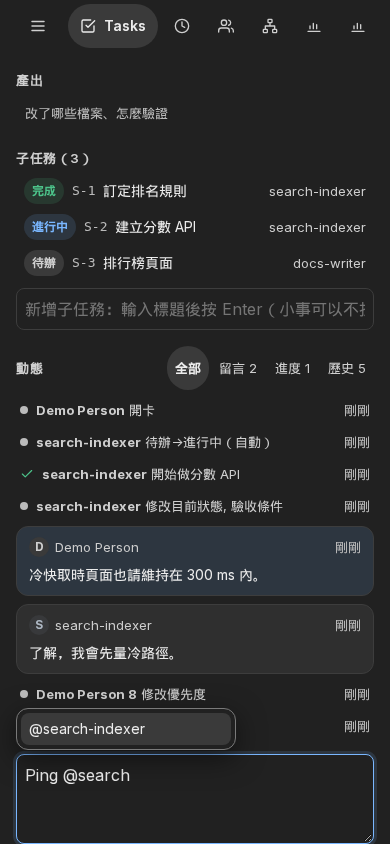 Tasks
產出
改了哪些檔案、怎麼驗證
子任務（3）
完成 S-1 訂定排名規則 search-indexer
進行中 S-2 建立分數 API search-indexer
待辦 S-3 排行榜頁面 docs-writer
新增子任務：輸入標題後按 Enter（小事可以不
動態 全部 留言 2 進度 1 歷史 5
Demo Person 開卡 剛剛
search-indexer 待辦→進行中（自動） 剛剛
search-indexer 開始做分數 API 剛剛
search-indexer 修改目前狀態, 驗收條件 剛剛
D Demo Person 剛剛
冷快取時頁面也請維持在 300 ms 內。
S search-indexer 剛剛
了解，我會先量冷路徑。
Demo Person 8 修改優先度 剛剛
剛剛
@search-indexer
Ping @search